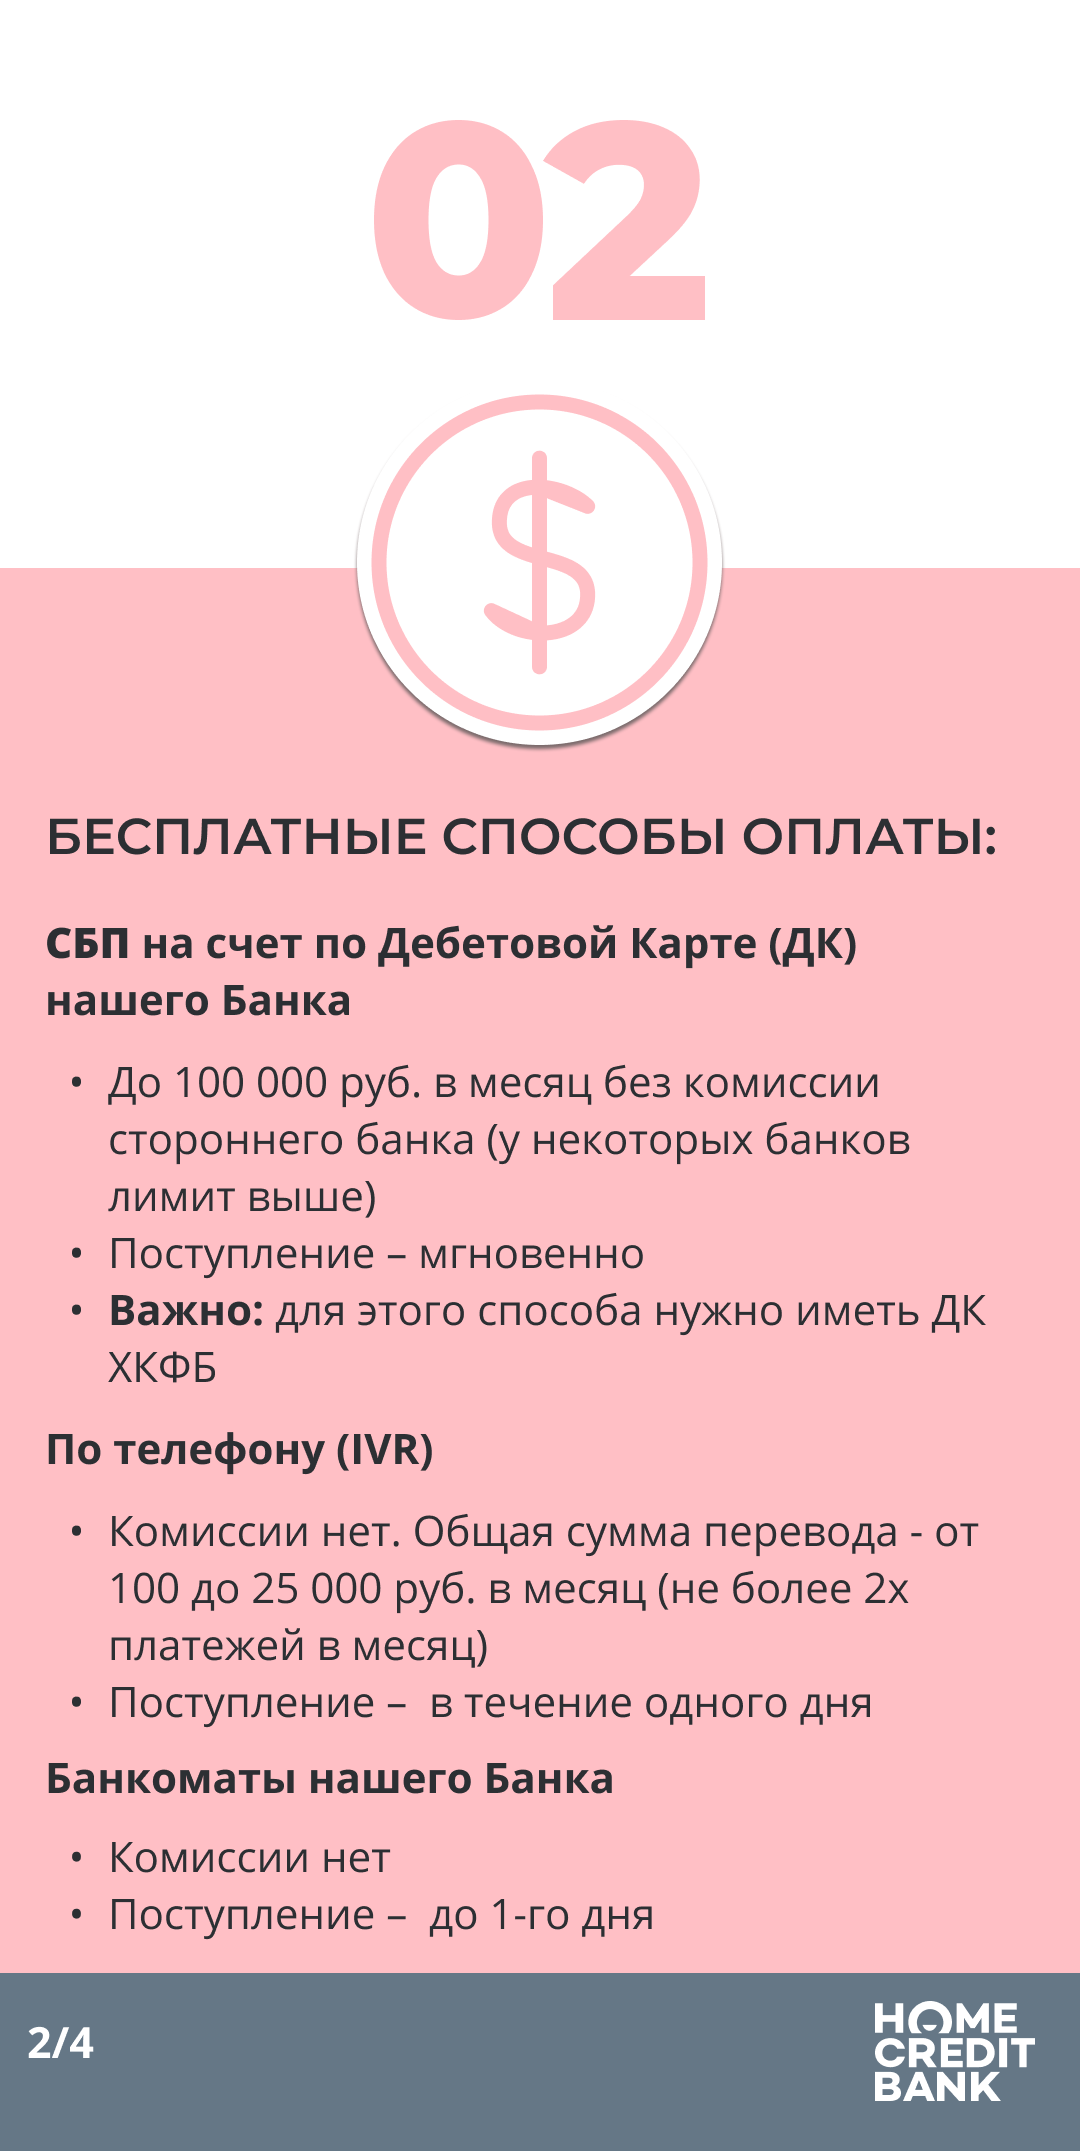 02
$
БЕСПЛАТНЫЕ СПОСОБЫ ОПЛАТЫ:
СБП на счет по Дебетовой Карте (ДК)
нашего Банка
• До 100 000 руб. в месяц без комиссии
стороннего банка (у некоторых банков
лимит выше)
• Поступление – мгновенно
• Важно: для этого способа нужно иметь ДК
ХКФБ
По телефону (IVR)
• Комиссии нет. Общая сумма перевода - от
100 до 25 000 руб. в месяц (не более 2х
платежей в месяц)
• Поступление – в течение одного дня
Банкоматы нашего Банка
• Комиссии нет
• Поступление – до 1-го дня
2/4
HOME
CREDIT
BANK